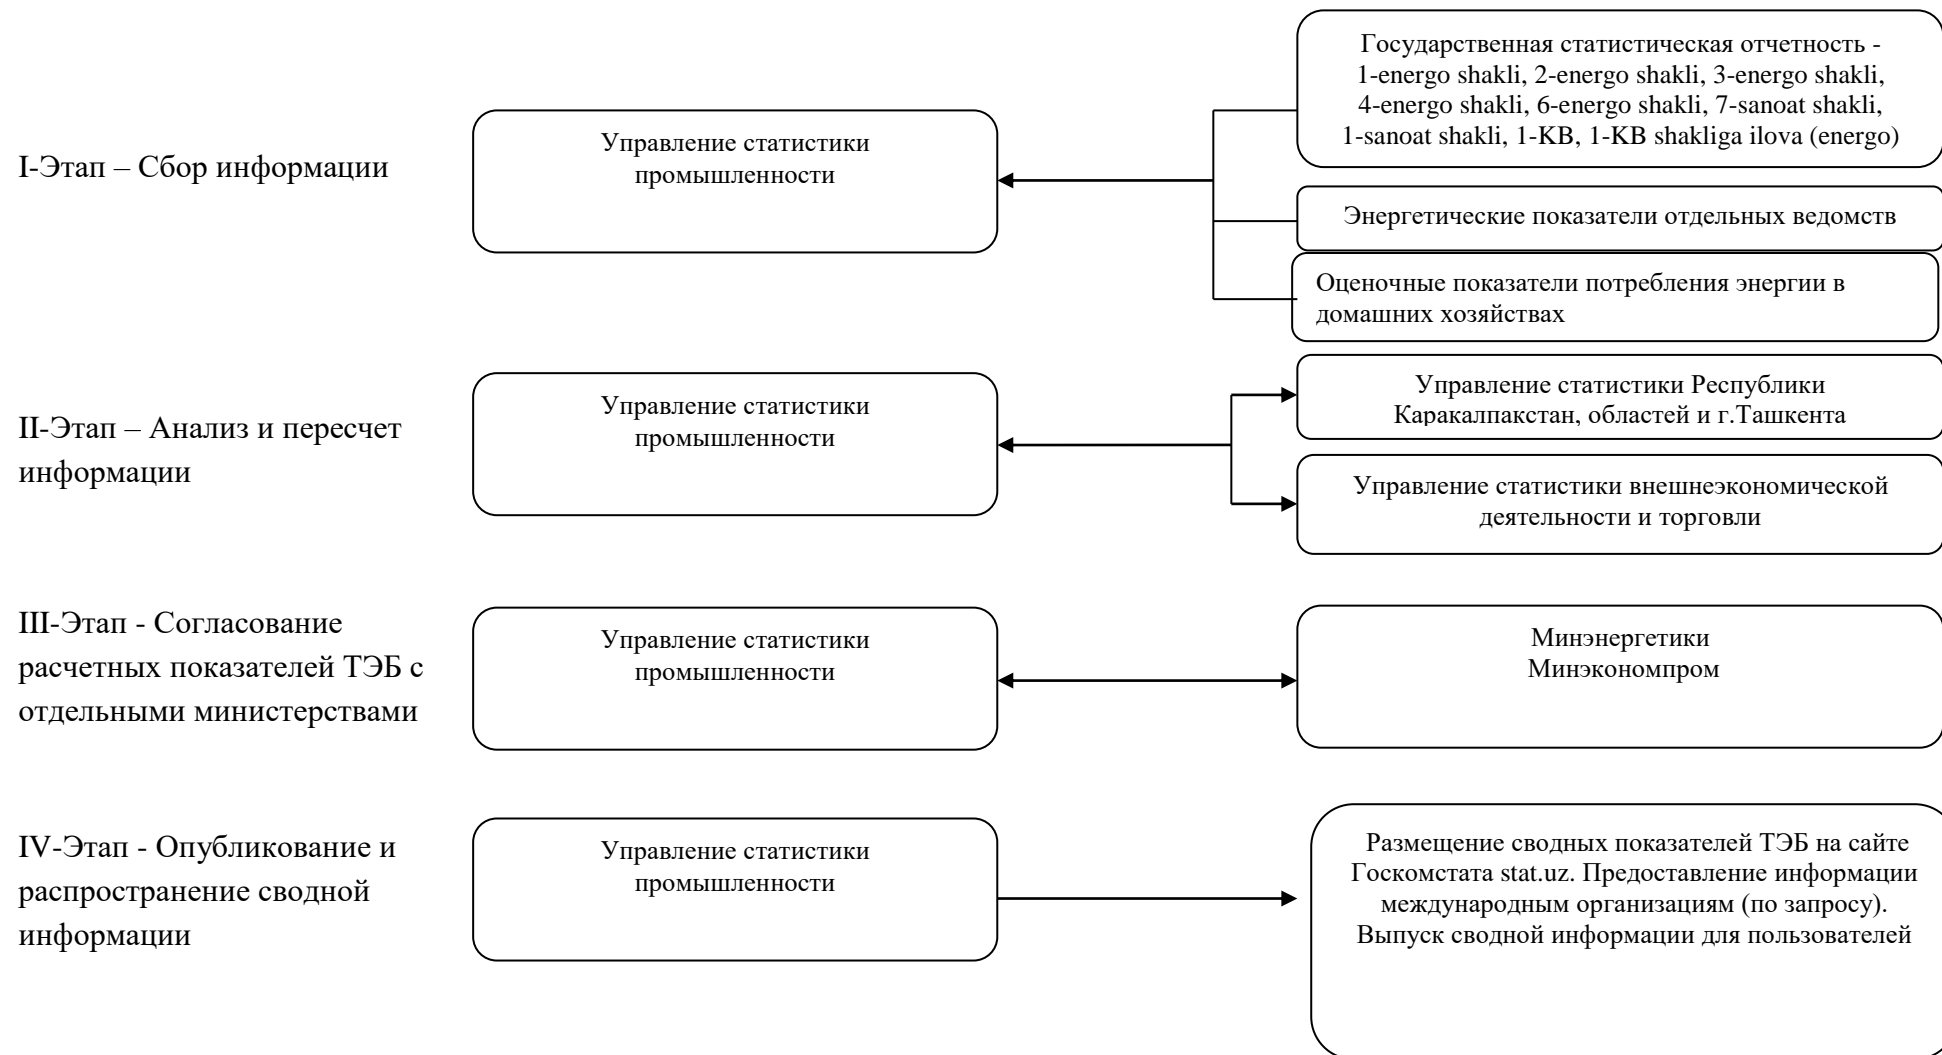 I-Этап – Сбор информации
Управление статистики
промышленности
Государственная статистическая отчетность -
1-energo shakli, 2-energo shakli, 3-energo shakli,
4-energo shakli, 6-energo shakli, 7-sanoat shakli,
1-sanoat shakli, 1-KB, 1-KB shakliga ilova (energo)
Энергетические показатели отдельных ведомств
Оценочные показатели потребления энергии в
домашних хозяйствах
II-Этап – Анализ и пересчет
информации
Управление статистики
промышленности
Управление статистики Республики
Каракалпакстан, областей и г.Ташкента
Управление статистики внешнеэкономической
деятельности и торговли
III-Этап - Согласование
расчетных показателей ТЭБ с
отдельными министерствами
Управление статистики
промышленности
Минэнергетики
Минэкономпром
IV-Этап - Опубликование и
распространение сводной
информации
Управление статистики
промышленности
Размещение сводных показателей ТЭБ на сайте
Госкомстата stat.uz. Предоставление информации
международным организациям (по запросу).
Выпуск сводной информации для пользователей